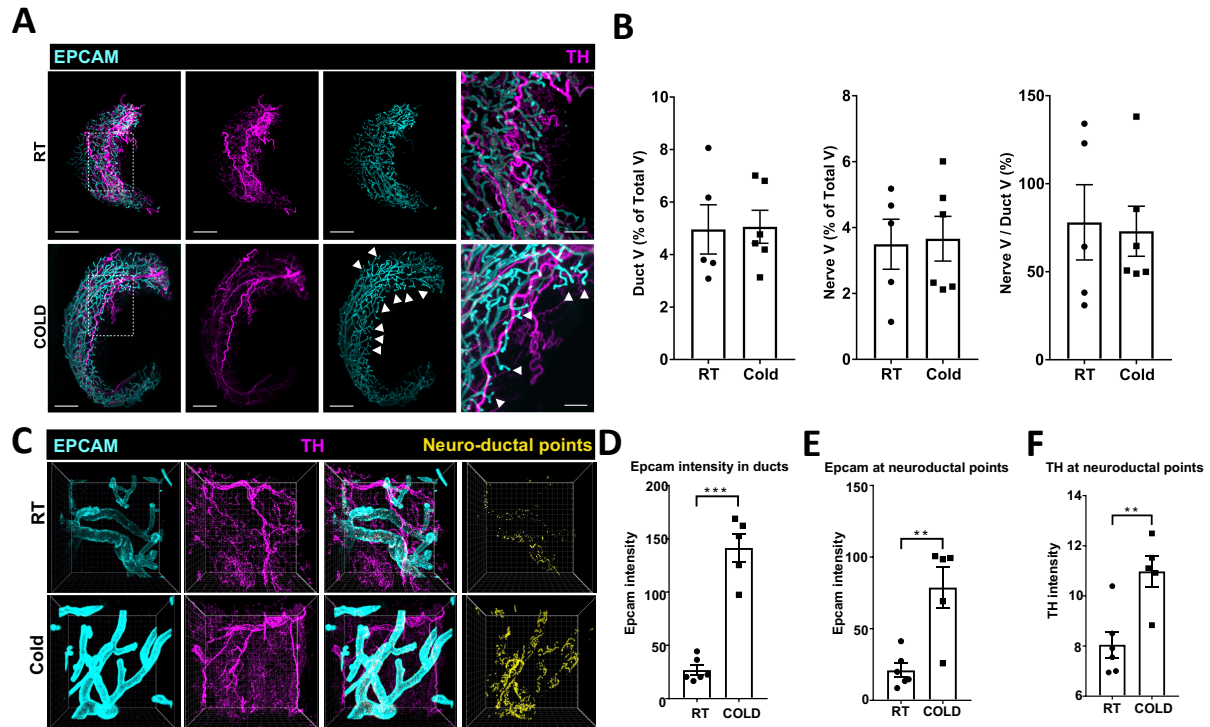 A
EPCAM TH
RT
COLD
B
Duct V (% of Total V)
10
8
6
4
2
0
RT Cold
Nerve V (% of Total V)
8
6
4
2
0
RT Cold
Nerve V / Duct V (%)
150
100
50
0
RT Cold
C
EPCAM TH Neuro-ductal points
RT
Cold
D
Epcam intensity in ducts
Epcam intensity
200
150
100
50
0
***
RT COLD
E
Epcam at neuroductal points
Epcam intensity
150
100
50
0
**
RT COLD
F
TH at neuroductal points
TH intensity
14
12
10
8
6
**
RT COLD